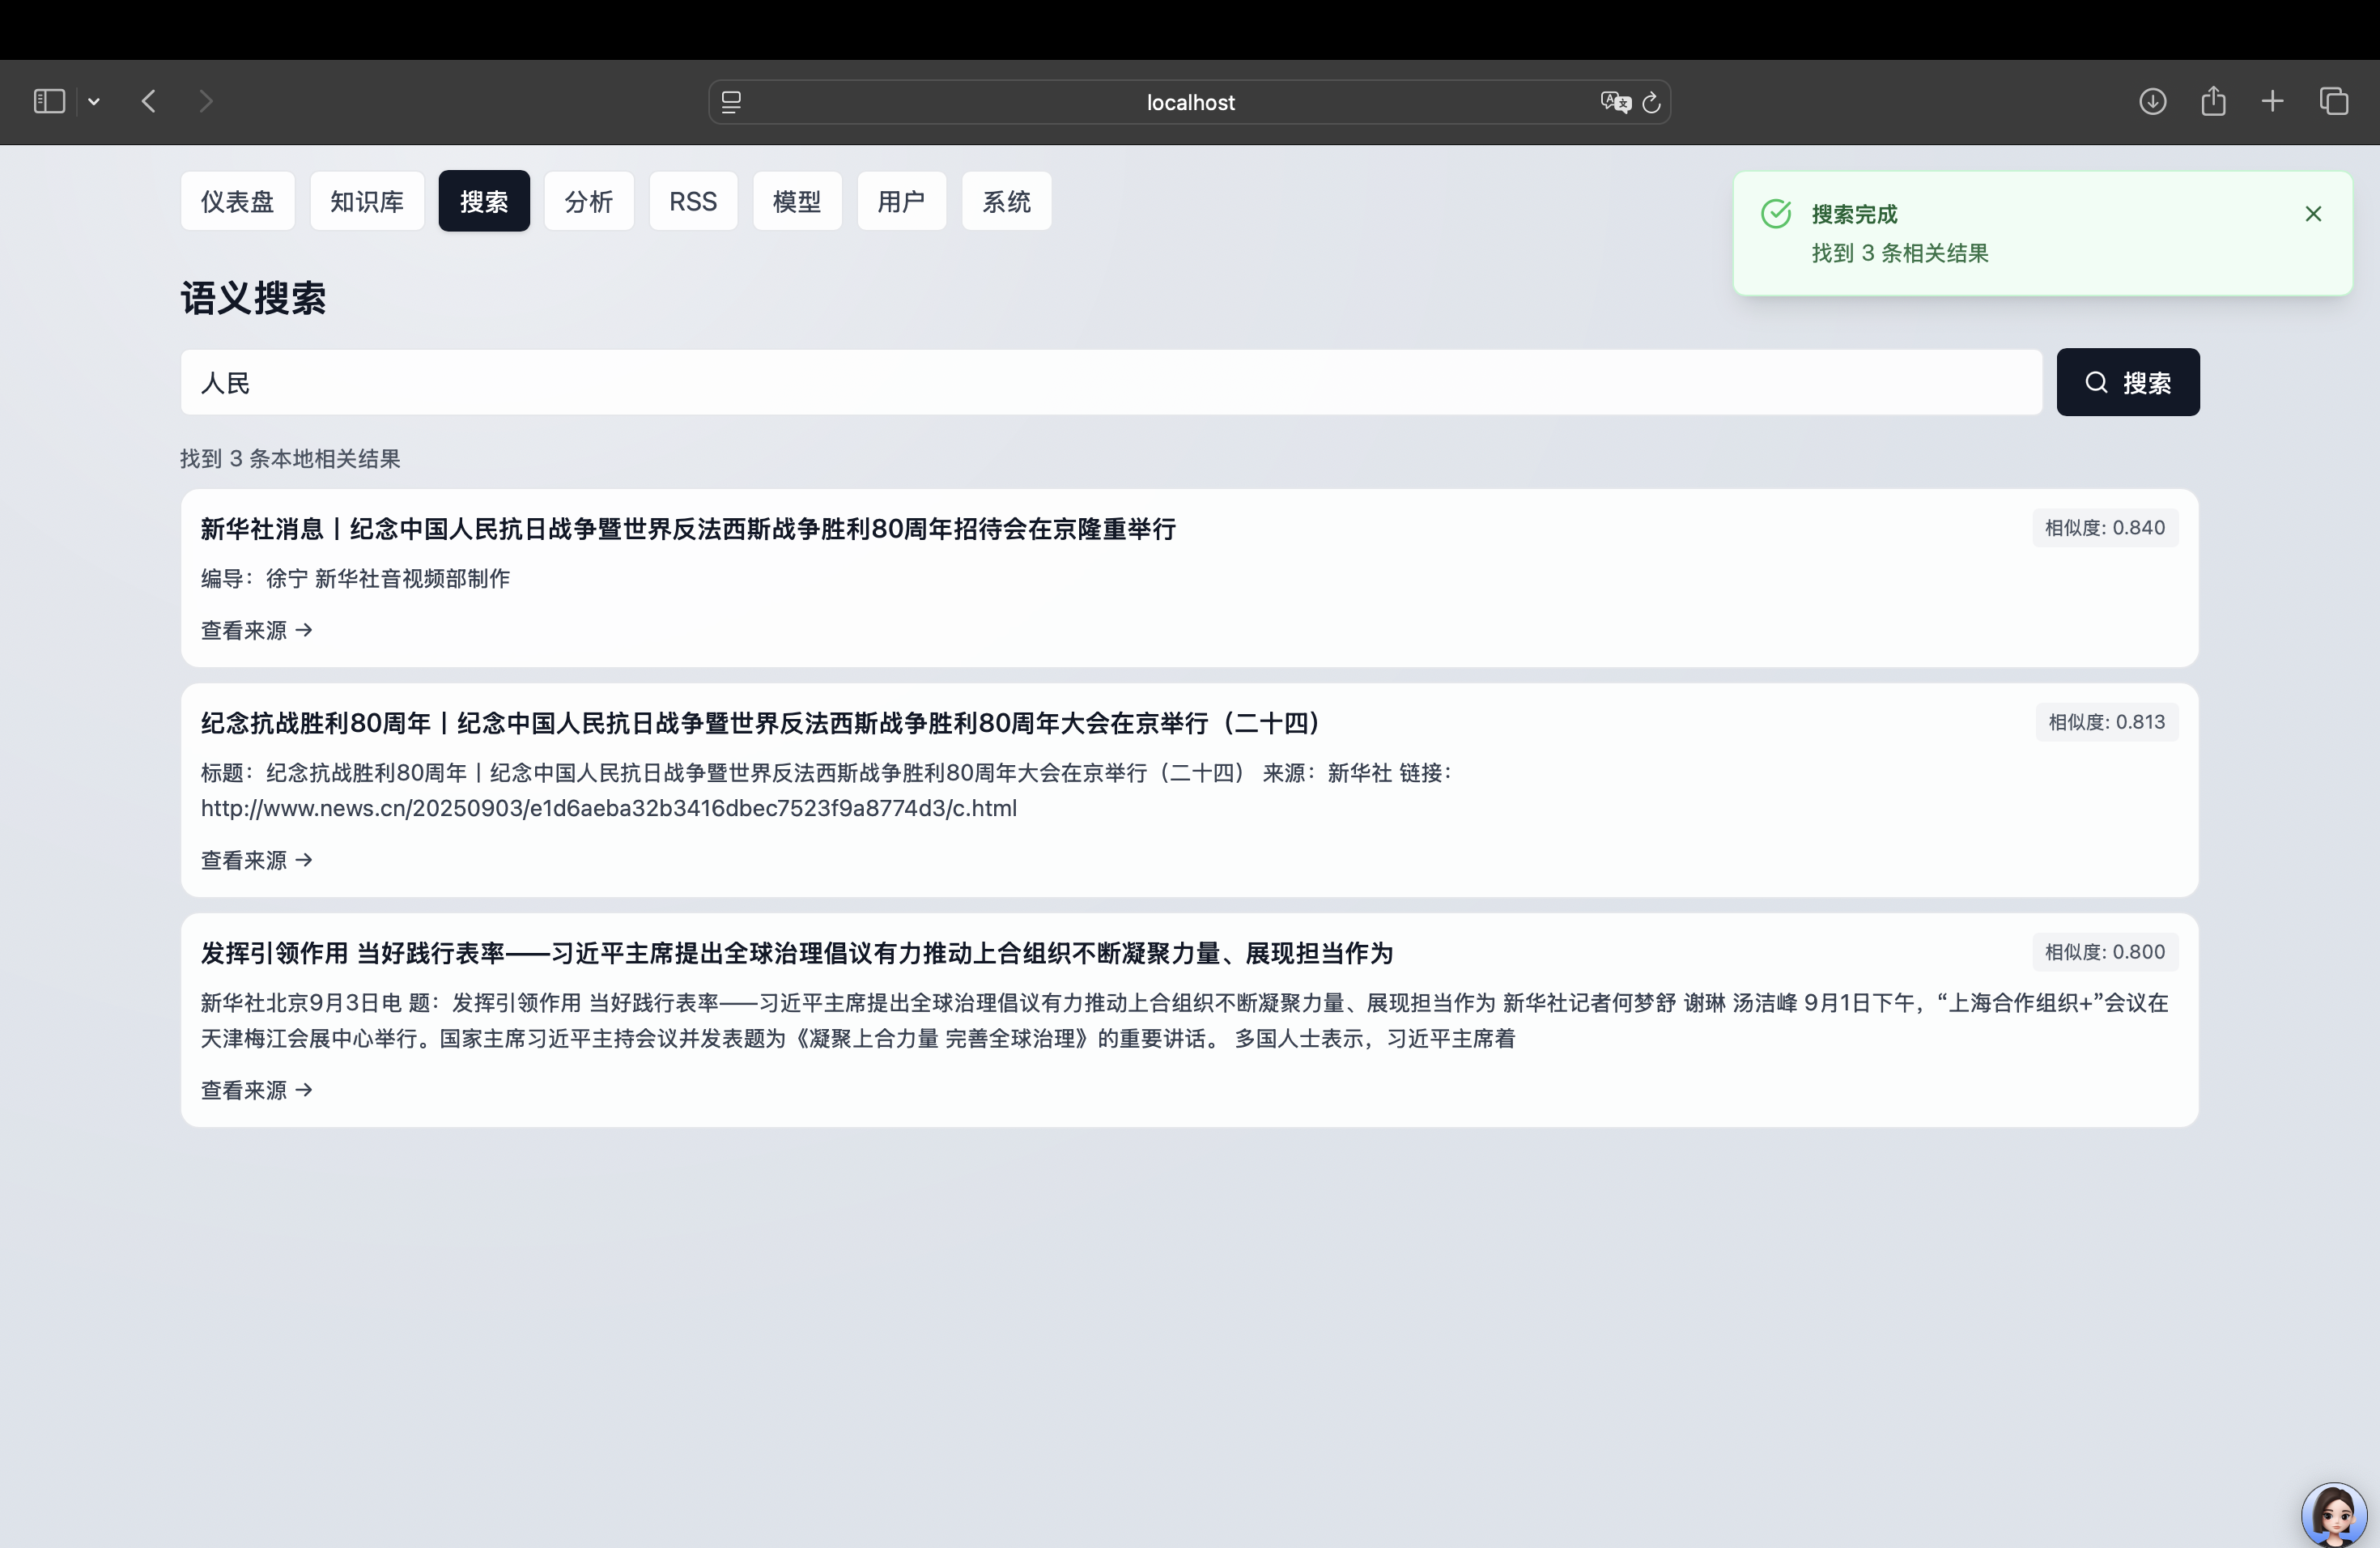 localhost
仪表盘 知识库 搜索 分析 RSS 模型 用户 系统
搜索完成
找到 3 条相关结果
语义搜索
人民
搜索
找到 3 条本地相关结果
新华社消息丨纪念中国人民抗日战争暨世界反法西斯战争胜利80周年招待会在京隆重举行
相似度: 0.840
编导：徐宁 新华社音视频部制作
查看来源 →
纪念抗战胜利80周年丨纪念中国人民抗日战争暨世界反法西斯战争胜利80周年大会在京举行（二十四）
相似度: 0.813
标题：纪念抗战胜利80周年丨纪念中国人民抗日战争暨世界反法西斯战争胜利80周年大会在京举行（二十四） 来源：新华社 链接：
http://www.news.cn/20250903/e1d6aeba32b3416dbec7523f9a8774d3/c.html
查看来源 →
发挥引领作用 当好践行表率——习近平主席提出全球治理倡议有力推动上合组织不断凝聚力量、展现担当作为
相似度: 0.800
新华社北京9月3日电 题：发挥引领作用 当好践行表率——习近平主席提出全球治理倡议有力推动上合组织不断凝聚力量、展现担当作为 新华社记者何梦舒 谢琳 汤洁峰 9月1日下午，“上海合作组织+”会议在
天津梅江会展中心举行。国家主席习近平主持会议并发表题为《凝聚上合力量 完善全球治理》的重要讲话。 多国人士表示，习近平主席着
查看来源 →